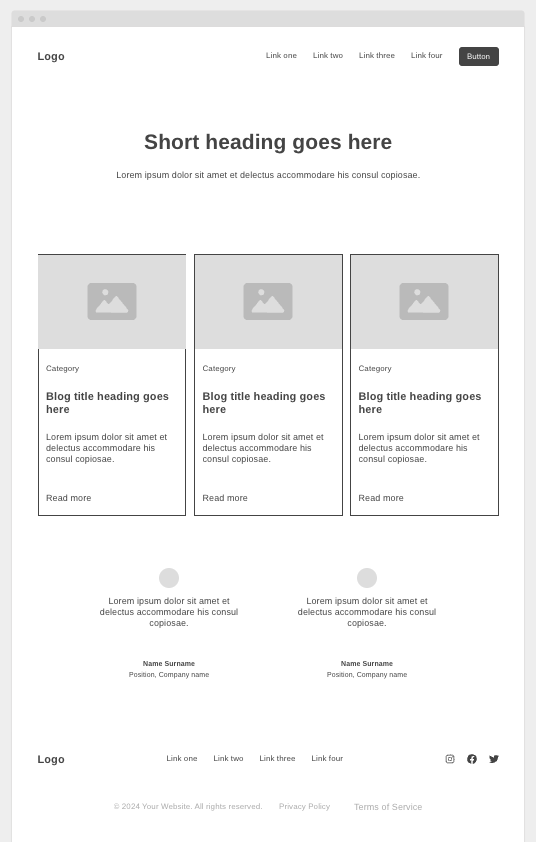 Logo
Link one Link two Link three Link four Button
Short heading goes here
Lorem ipsum dolor sit amet et delectus accommodare his consul copiosae.
Category
Blog title heading goes
here
Lorem ipsum dolor sit amet et
delectus accommodare his
consul copiosae.
Read more
Category
Blog title heading goes
here
Lorem ipsum dolor sit amet et
delectus accommodare his
consul copiosae.
Read more
Category
Blog title heading goes
here
Lorem ipsum dolor sit amet et
delectus accommodare his
consul copiosae.
Read more
Lorem ipsum dolor sit amet et
delectus accommodare his consul
copiosae.
Name Surname
Position, Company name
Lorem ipsum dolor sit amet et
delectus accommodare his consul
copiosae.
Name Surname
Position, Company name
Logo
Link one Link two Link three Link four
© 2024 Your Website. All rights reserved. Privacy Policy Terms of Service